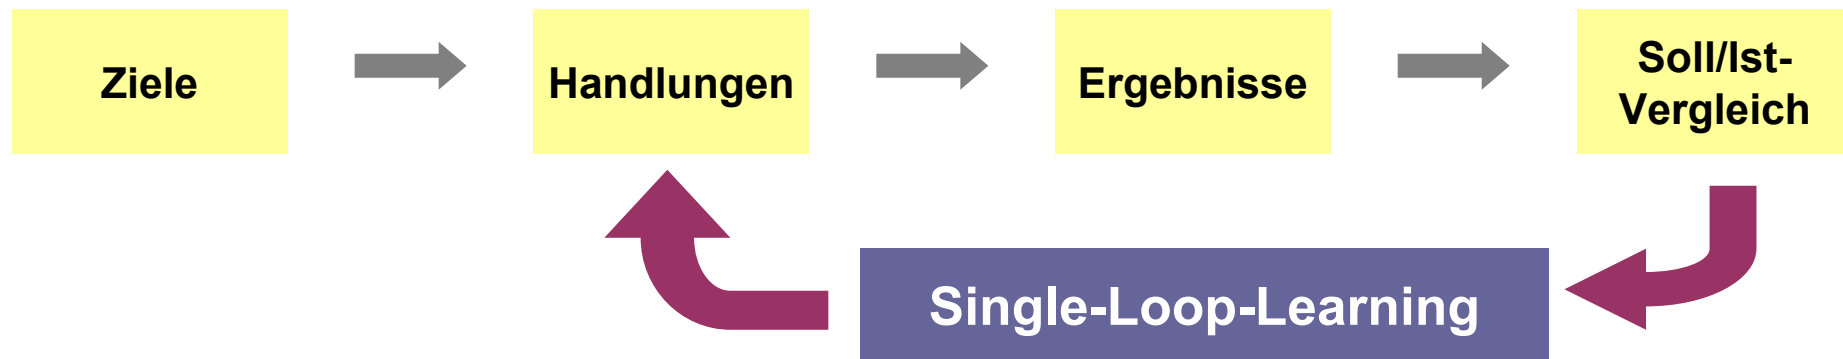 Ziele
Handlungen
Ergebnisse
Soll/Ist-
Vergleich
Single-Loop-Learning